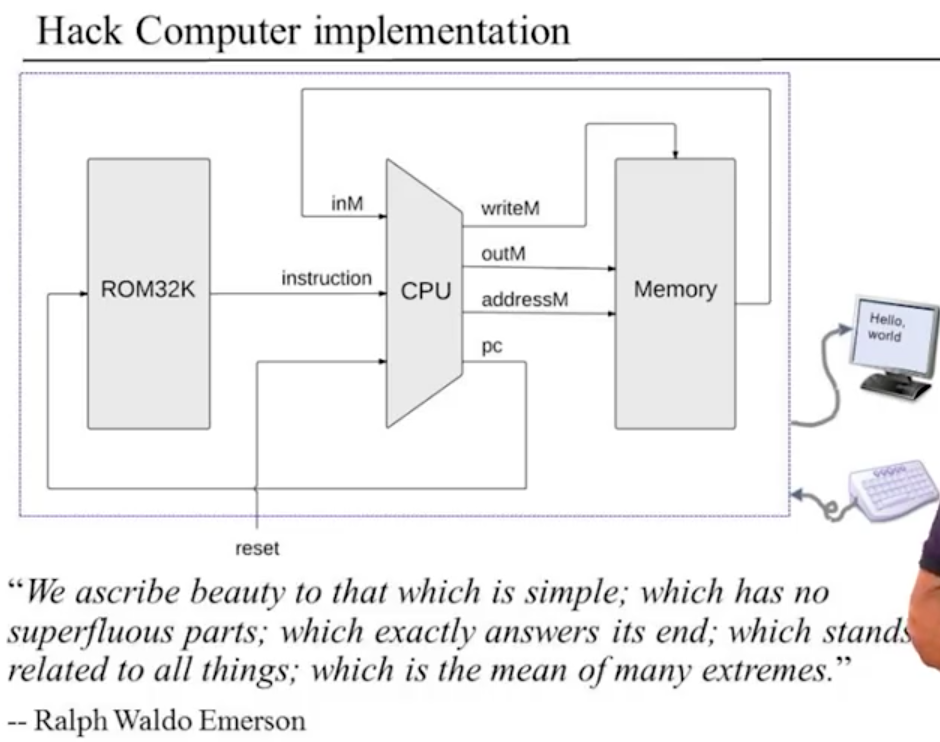 Hack Computer implementation
inM
writeM
outM
instruction
ROM32K
CPU
addressM
Memory
pc
Hello,
world
reset
“We ascribe beauty to that which is simple; which has no
superfluous parts; which exactly answers its end; which stands
related to all things; which is the mean of many extremes.”
-- Ralph Waldo Emerson